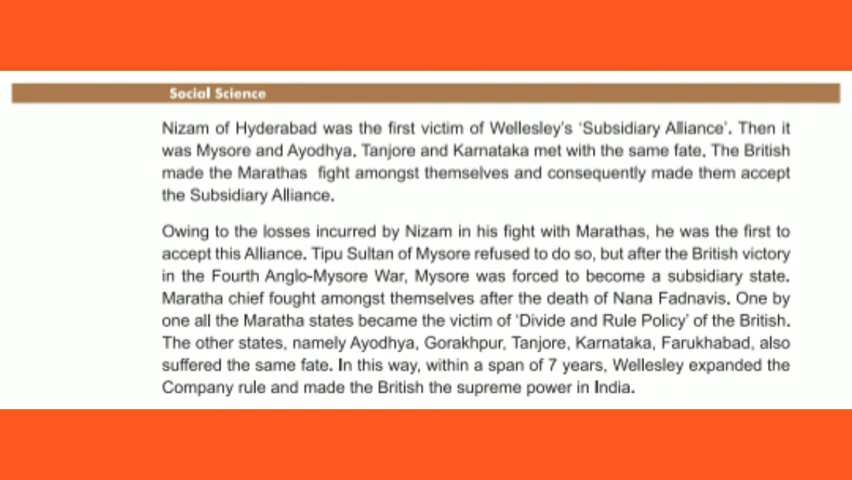 Social Science
Nizam of Hyderabad was the first victim of Wellesley's 'Subsidiary Alliance'. Then it
was Mysore and Ayodhya. Tanjore and Karnataka met with the same fate. The British
made the Marathas fight amongst themselves and consequently made them accept
the Subsidiary Alliance.
Owing to the losses incurred by Nizam in his fight with Marathas, he was the first to
accept this Alliance. Tipu Sultan of Mysore refused to do so, but after the British victory
in the Fourth Anglo-Mysore War, Mysore was forced to become a subsidiary state.
Maratha chief fought amongst themselves after the death of Nana Fadnavis. One by
one all the Maratha states became the victim of 'Divide and Rule Policy' of the British.
The other states, namely Ayodhya, Gorakhpur, Tanjore, Karnataka, Farukhabad, also
suffered the same fate. In this way, within a span of 7 years, Wellesley expanded the
Company rule and made the British the supreme power in India.